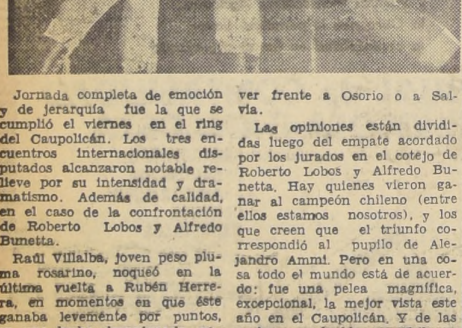 Jornada completa de emoción
y de jerarquía fue la que se
cumplió el viernes en el ring
del Caupolicán. Los tres en-
cuentros internacionales dis-
putados alcanzaron notable re-
lieve por su intensidad y dra-
matismo. Además de calidad,
en el caso de la confrontación
de Roberto Lobos y Alfredo
Bunetta.
Raúl Villalba, joven peso plu-
ma rosarino, noqueó en la
última vuelta a Rubén Herre-
ra, en momentos en que éste
ganaba levemente por puntos,
ver frente a Osorio o a Sal-
via.
Las opiniones están dividi-
das luego del empate acordado
por los jurados en el cotejo de
Roberto Lobos y Alfredo Bu-
netta. Hay quienes vieron ga-
nar al campeón chileno (entre
ellos estamos nosotros), y los
que creen que el triunfo co-
rrespondió al pupilo de Ale-
jandro Ammi. Pero en una co-
sa todo el mundo está de acuer-
do: fue una pelea magnífica,
excepcional, la mejor vista este
año en el Caupolicán. Y de las